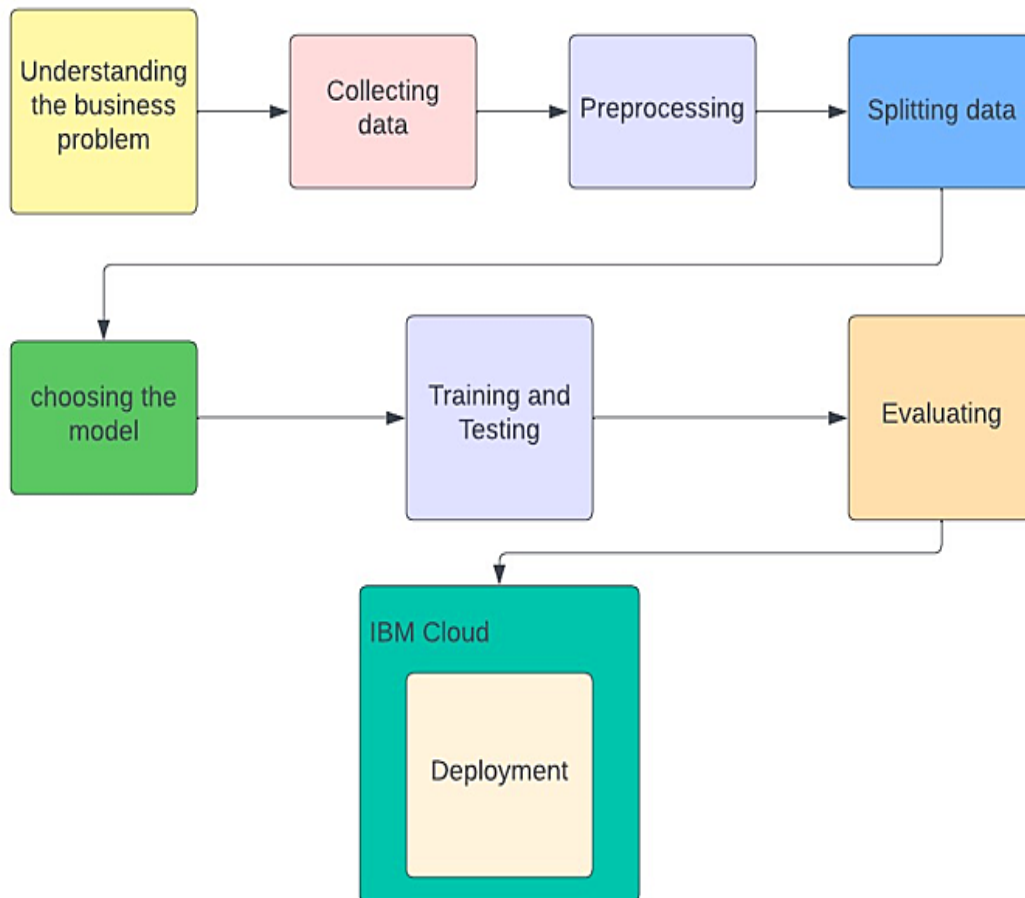 Understanding
the business
problem
Collecting
data
Preprocessing
Splitting data
choosing the
model
Training and
Testing
Evaluating
IBM Cloud
Deployment